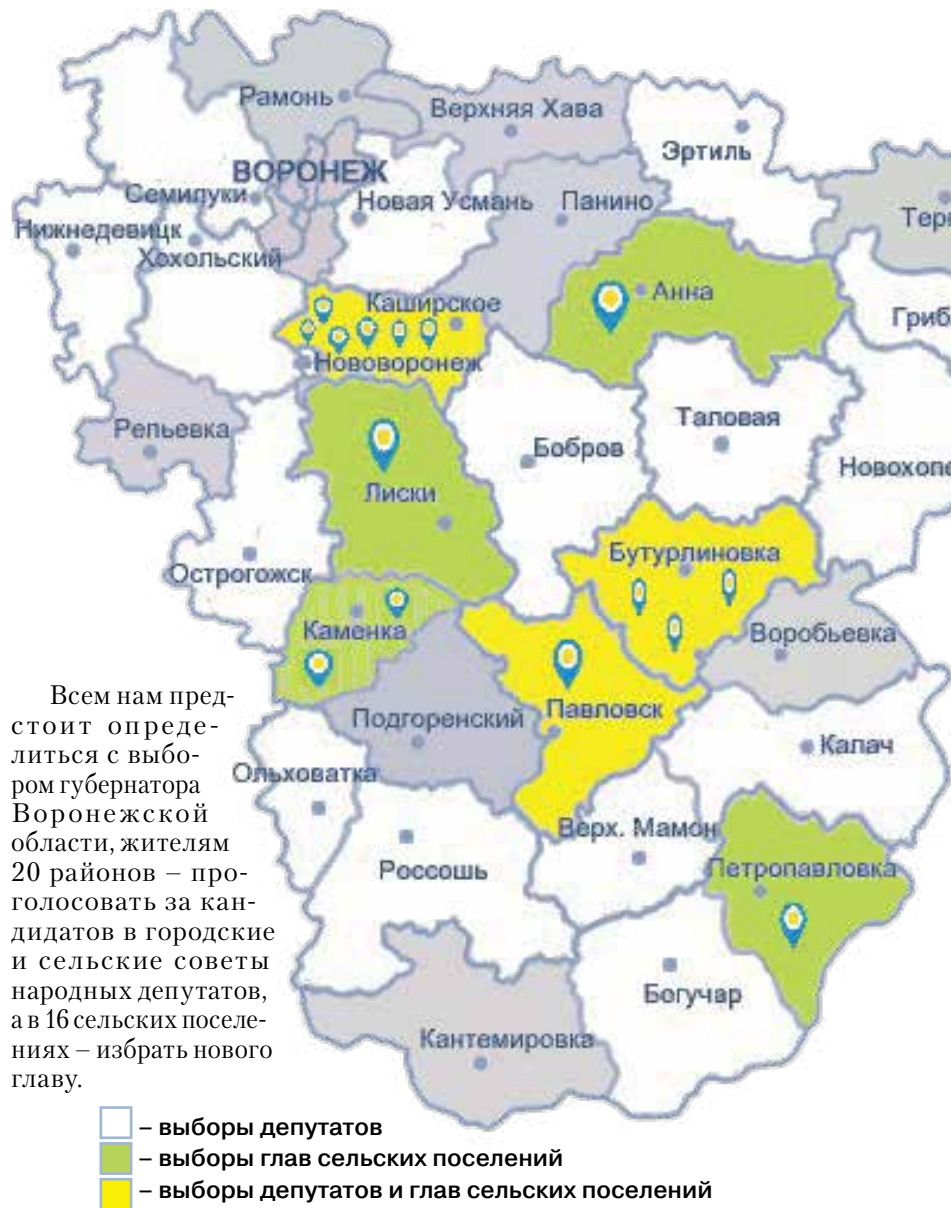 Рамонь
Верхняя Хава
Эртиль
ВОРОНЕЖ
Семилуки
Новая Усмань
Панино
Нижнедевицк
Хохольский
Анна
Каширское
Нововоронеж
Репьевка
Бобров
Таловая
Лиски
Острогожск
Бутурлиновка
Каменка
Воробьевка
Подгоренский
Павловск
Калач
Ольховатка
Верх. Мамон
Россошь
Петропавловка
Богучар
Кантемировка
Всем нам пред-
стоит опреде-
литься с выбо-
ром губернатора
Воронежской
области, жителям
20 районов – про-
голосовать за кан-
дидатов в городские
и сельские советы
народных депутатов,
а в 16 сельских поселе-
ниях – избрать нового
главу.
– выборы депутатов
– выборы глав сельских поселений
– выборы депутатов и глав сельских поселений